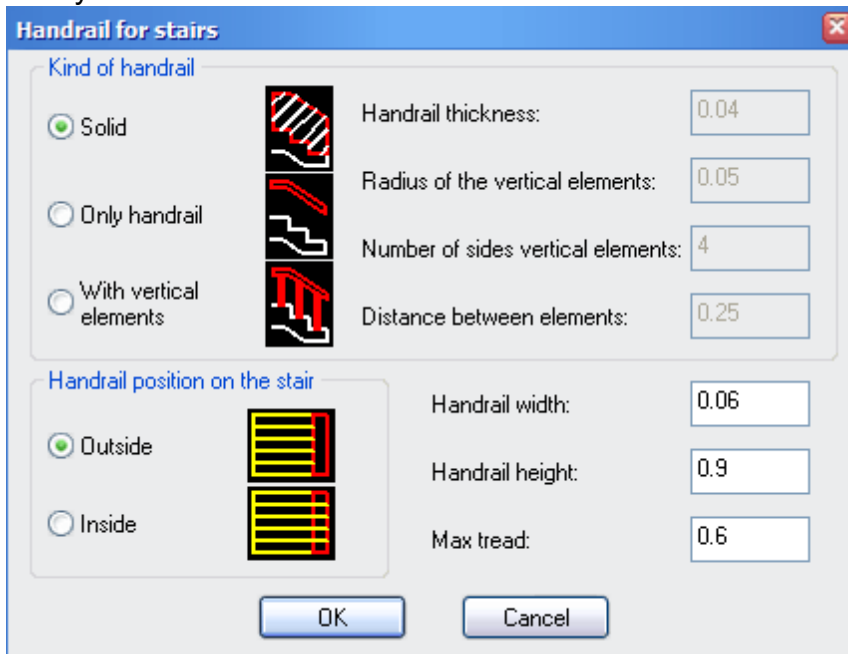 Handrail for stairs
Kind of handrail
Solid
Handrail thickness:
0.04
Radius of the vertical elements:
0.05
Only handrail
Number of sides vertical elements:
4
With vertical
elements
Distance between elements:
0.25
Handrail position on the stair
Outside
Inside
Handrail width:
0.06
Handrail height:
0.9
Max tread:
0.6
OK
Cancel